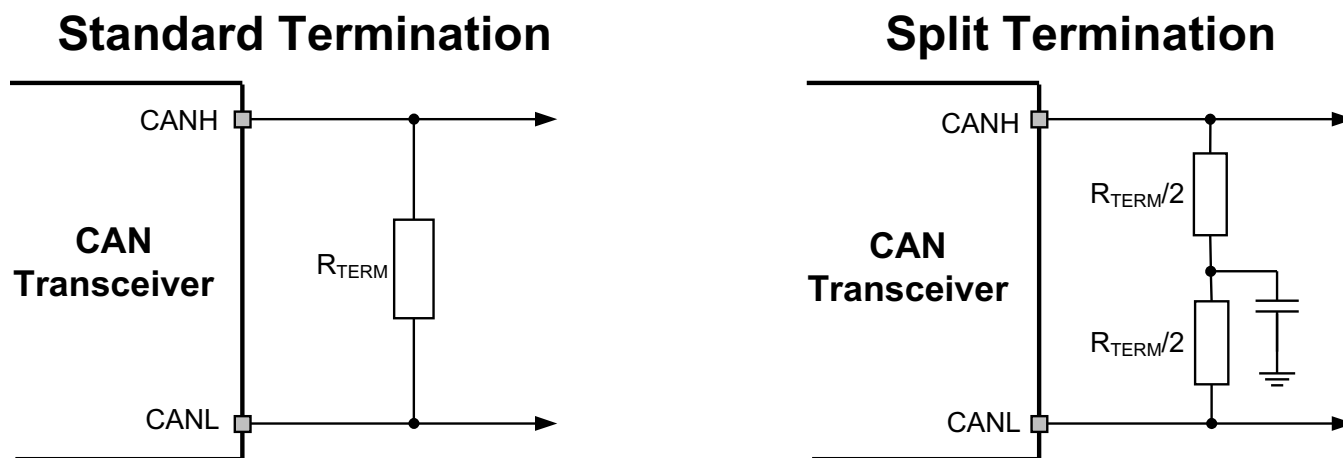 Standard Termination
CANH
CAN
Transceiver
RTERM
CANL
Split Termination
CANH
RTERM/2
CAN
Transceiver
RTERM/2
CANL